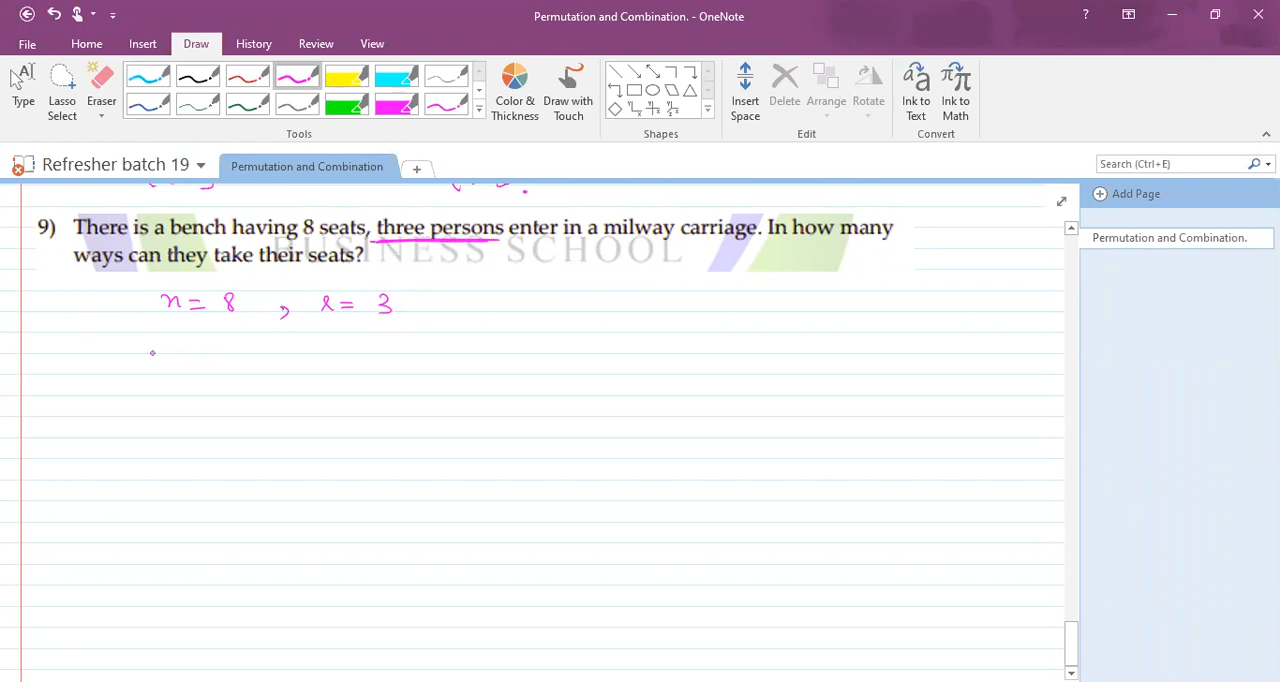 Permutation and Combination. - OneNote
?
File Home Insert Draw History Review View
Type
Lasso Select
Eraser
Color & Thickness
Draw with Touch
Insert Space
Delete
Arrange
Rotate
Ink to Text
Ink to Math
Tools Shapes Edit Convert
Refresher batch 19
Permutation and Combination
Search (Ctrl+E)
Add Page
Permutation and Combination.
9) There is a bench having 8 seats, three persons enter in a milway carriage. In how many
ways can they take their seats?
BUSINESS SCHOOL
n = 8 , r = 3